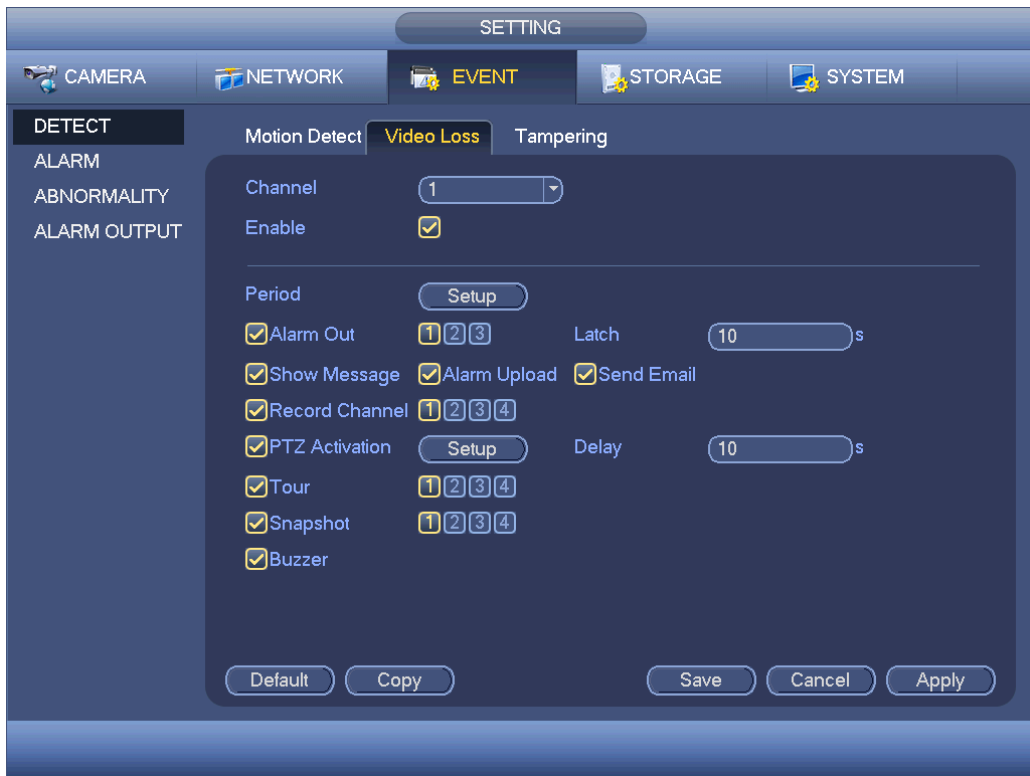 SETTING
CAMERA NETWORK EVENT STORAGE SYSTEM
DETECT
ALARM
ABNORMALITY
ALARM OUTPUT
Motion Detect Video Loss Tampering
Channel 1
Enable
Period Setup
Alarm Out 1 2 3 Latch 10 s
Show Message Alarm Upload Send Email
Record Channel 1 2 3 4
PTZ Activation Setup Delay 10 s
Tour 1 2 3 4
Snapshot 1 2 3 4
Buzzer
Default Copy Save Cancel Apply